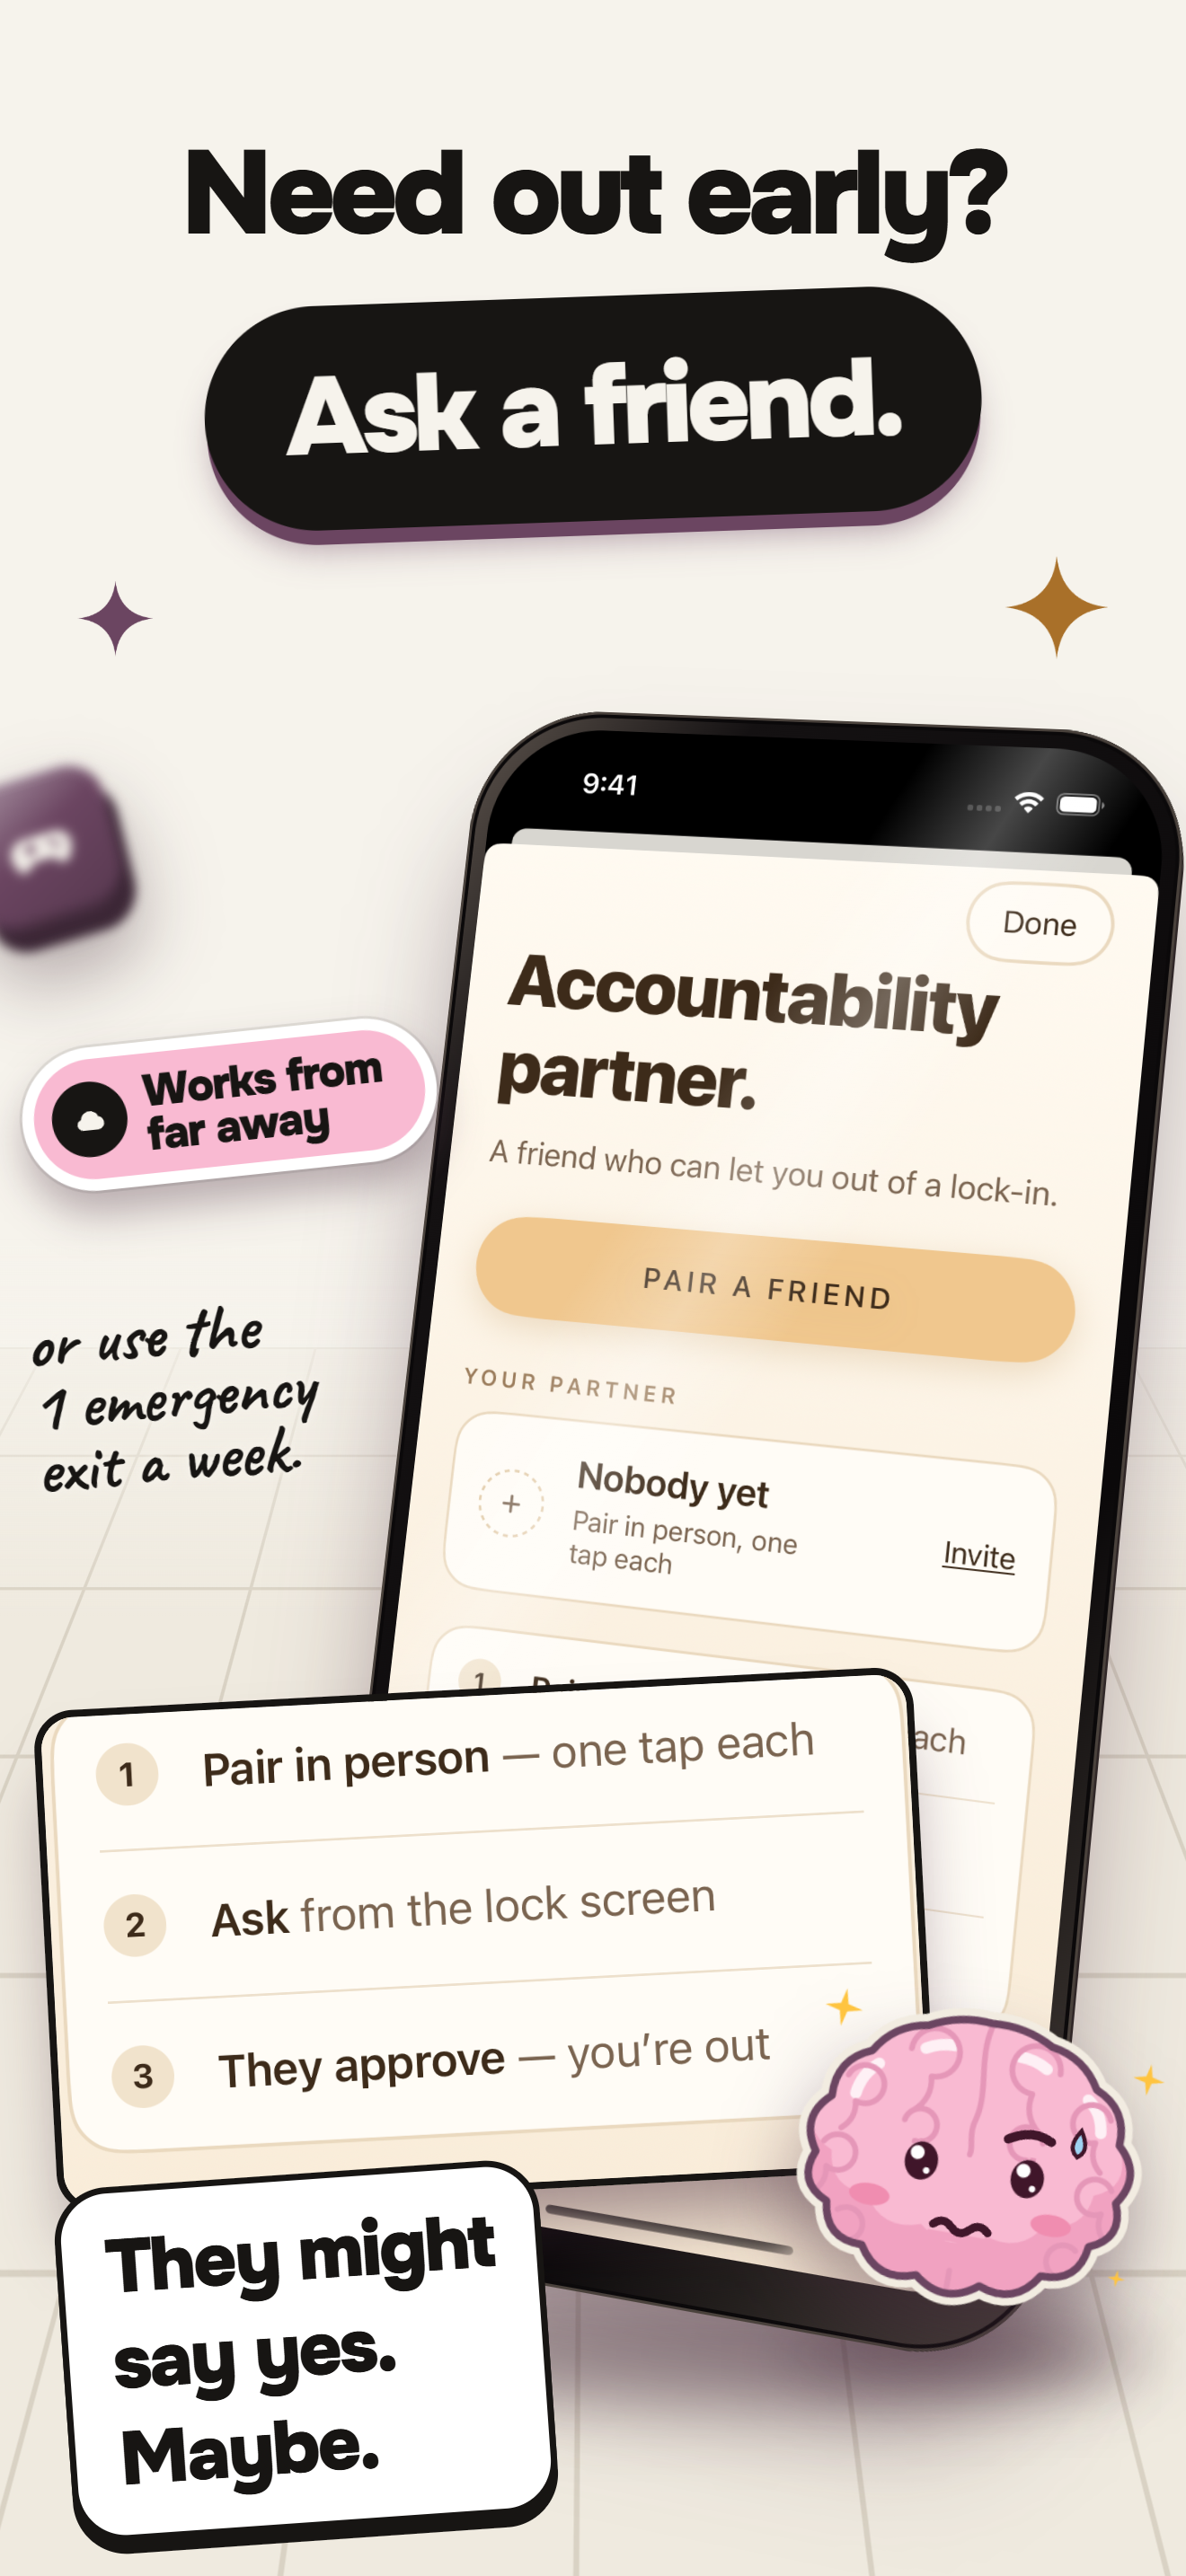 Need out early?
Ask a friend.
9:41
Done
Accountability
partner.
A friend who can let you out of a lock-in.
PAIR A FRIEND
YOUR PARTNER
Nobody yet
Pair in person, one
tap each
Invite
Works from
far away
or use the
1 emergency
exit a week.
1
each
1 Pair in person — one tap each
2 Ask from the lock screen
3 They approve — you’re out
They might
say yes.
Maybe.